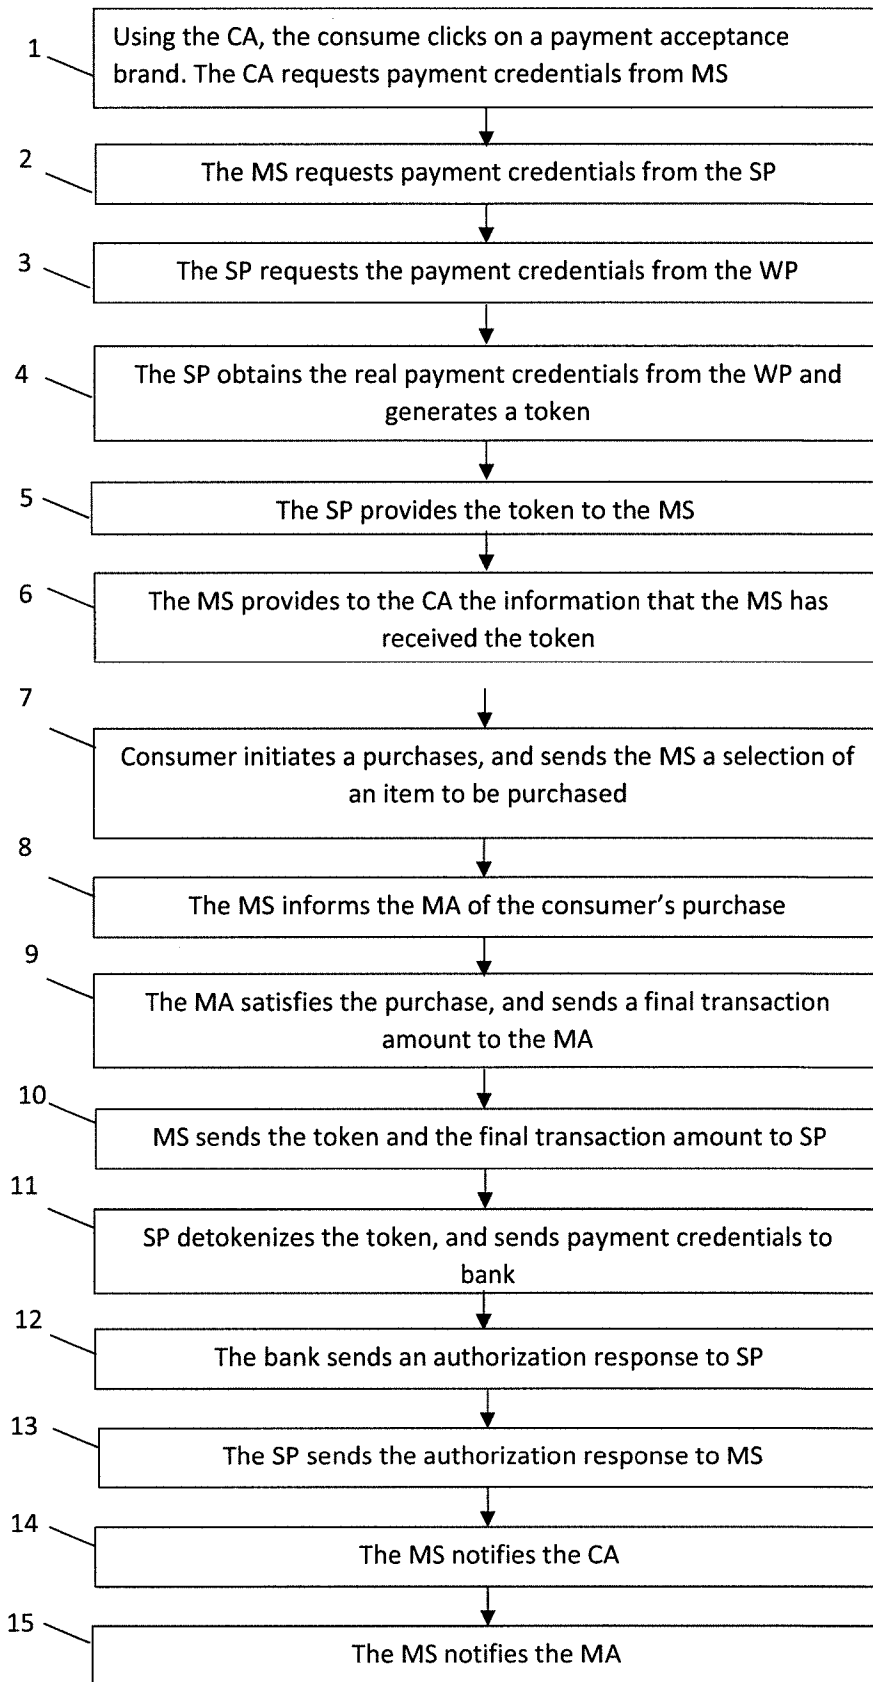 1
Using the CA, the consume clicks on a payment acceptance
brand. The CA requests payment credentials from MS
2
The MS requests payment credentials from the SP
3
The SP requests the payment credentials from the WP
4
The SP obtains the real payment credentials from the WP and
generates a token
5
The SP provides the token to the MS
6
The MS provides to the CA the information that the MS has
received the token
7
Consumer initiates a purchases, and sends the MS a selection of
an item to be purchased
8
The MS informs the MA of the consumer's purchase
9
The MA satisfies the purchase, and sends a final transaction
amount to the MA
10
MS sends the token and the final transaction amount to SP
11
SP detokenizes the token, and sends payment credentials to
bank
12
The bank sends an authorization response to SP
13
The SP sends the authorization response to MS
14
The MS notifies the CA
15
The MS notifies the MA